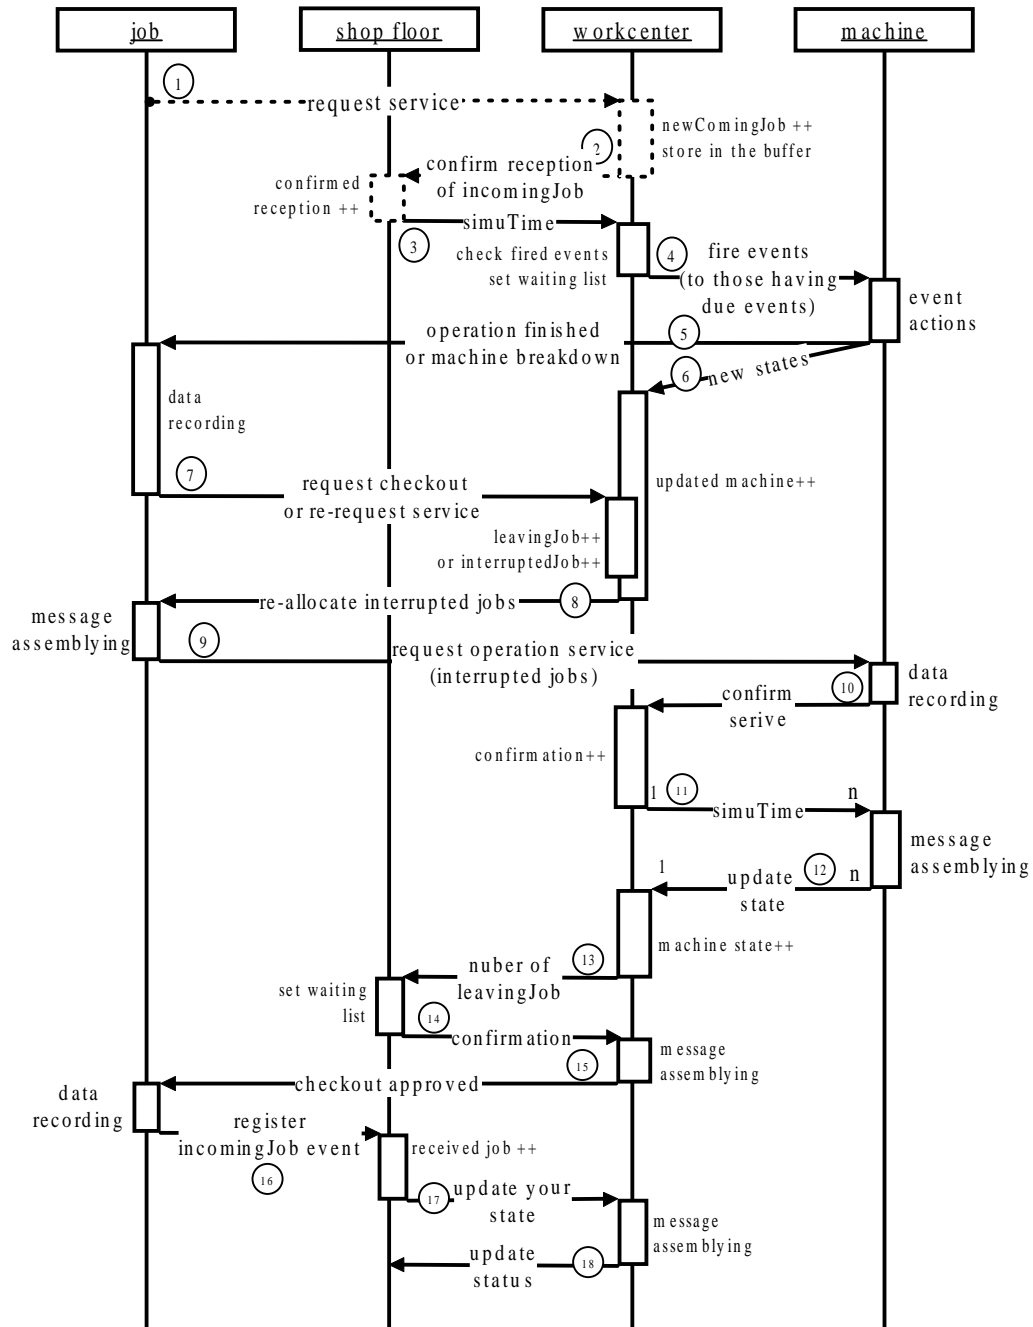 job
shop floor
workcenter
machine
1
request service
newComingJob ++
store in the buffer
2
confirm reception
of incomingJob
confirmed
reception ++
simuTime
3
check fired events
set waiting list
4
fire events
(to those having
due events)
event
actions
5
operation finished
or machine breakdown
6
new states
data
recording
7
request checkout
or re-request service
updated machine++
leavingJob++
or interruptedJob++
re-allocate interrupted jobs
8
message
assemblying
9
request operation service
(interrupted jobs)
data
recording
10
confirm
serive
confirmation++
1
11
n
simuTime
message
assemblying
1
12
n
update
state
machine state++
13
nuber of
leavingJob
set waiting
list
14
confirmation
message
assemblying
15
checkout approved
data
recording
register
incomingJob event
16
received job ++
17
update your
state
message
assemblying
update
status
18